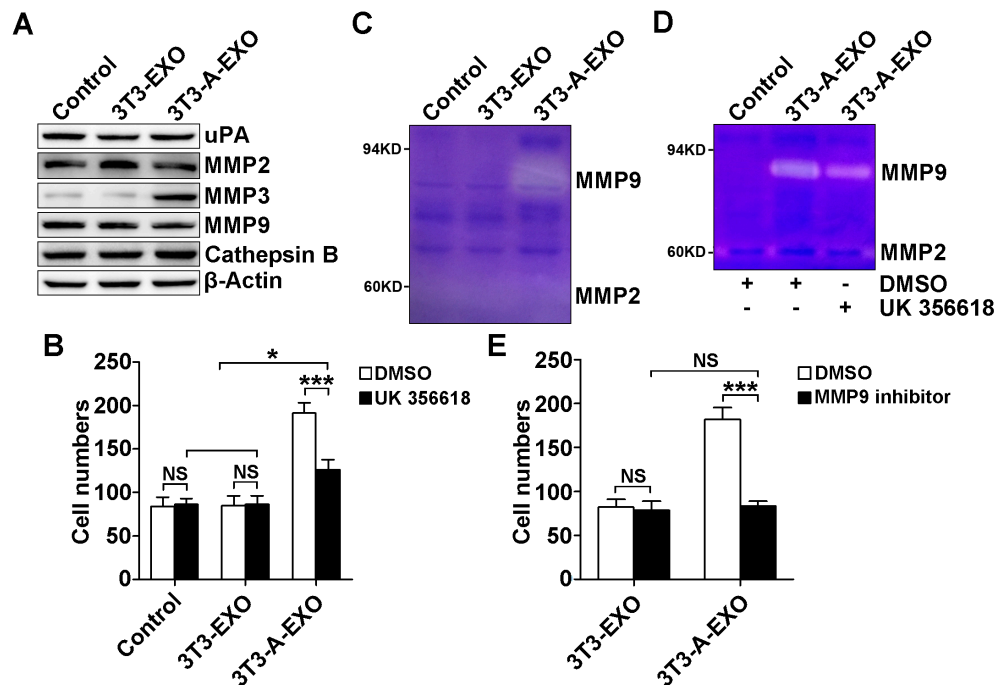 A
Control
3T3-EXO
3T3-A-EXO
uPA
MMP2
MMP3
MMP9
Cathepsin B
β-Actin
C
Control
3T3-EXO
3T3-A-EXO
94KD
MMP9
60KD
MMP2
D
Control
3T3-A-EXO
3T3-A-EXO
94KD
MMP9
60KD
MMP2
+ + - DMSO
- - + UK 356618
B
Cell numbers
250
200
150
100
50
0
*
***
NS
NS
DMSO
UK 356618
Control
3T3-EXO
3T3-A-EXO
E
Cell numbers
250
200
150
100
50
0
NS
***
NS
DMSO
MMP9 inhibitor
3T3-EXO
3T3-A-EXO